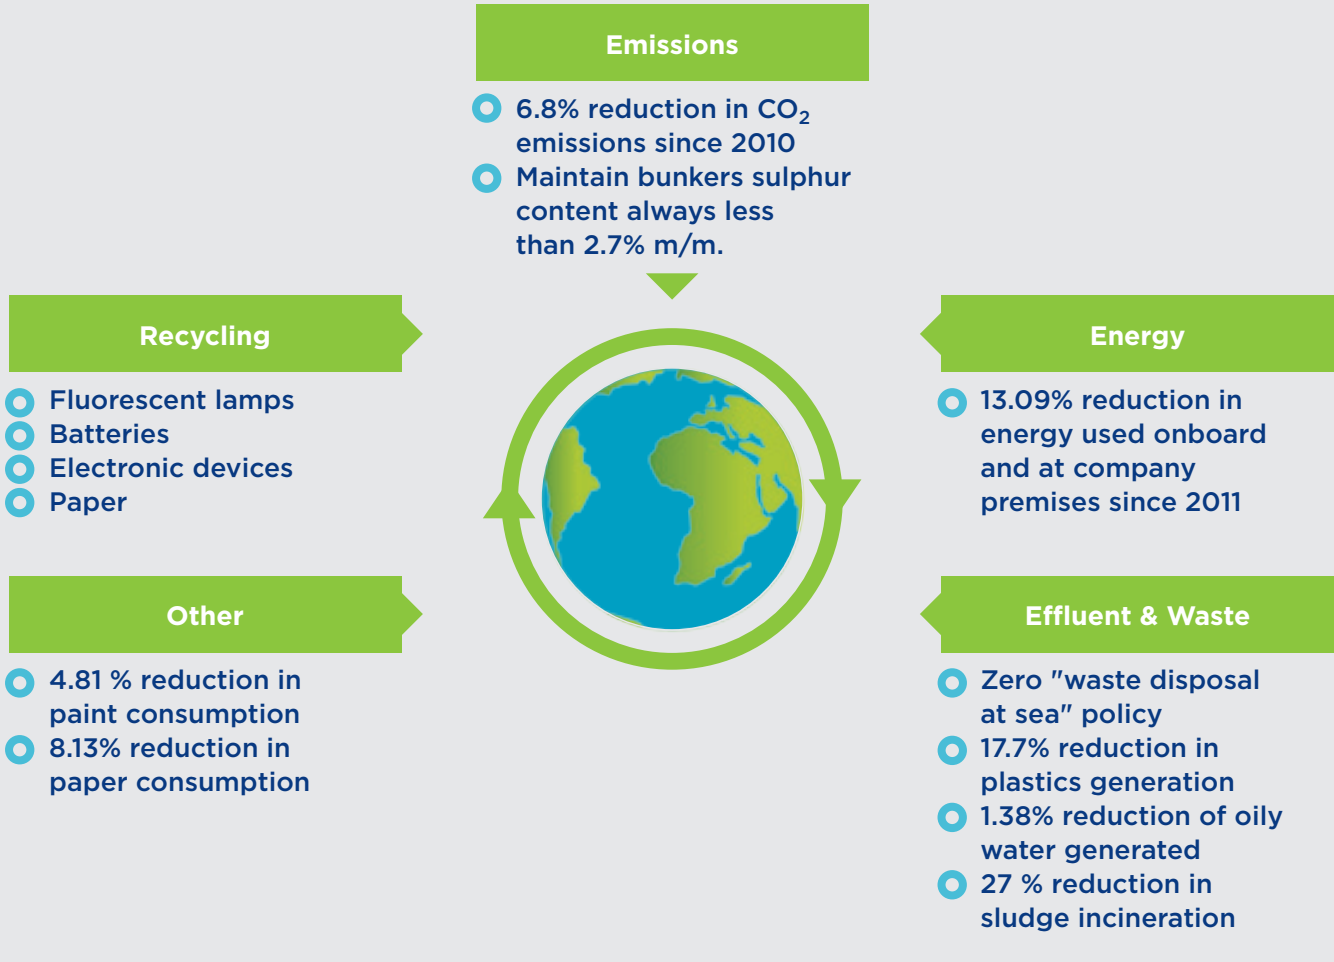 Emissions
6.8% reduction in CO₂
emissions since 2010
Maintain bunkers sulphur
content always less
than 2.7% m/m.
Recycling
Fluorescent lamps
Batteries
Electronic devices
Paper
Energy
13.09% reduction in
energy used onboard
and at company
premises since 2011
Other
4.81 % reduction in
paint consumption
8.13% reduction in
paper consumption
Effluent & Waste
Zero "waste disposal
at sea" policy
17.7% reduction in
plastics generation
1.38% reduction of oily
water generated
27 % reduction in
sludge incineration